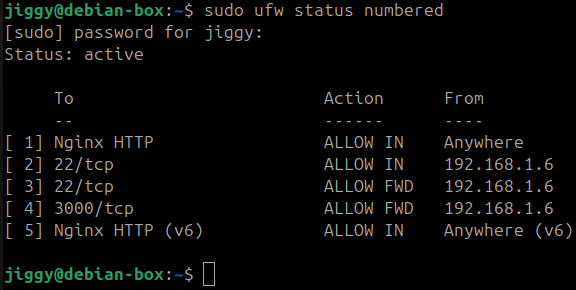 jiggy@debian-box:~$ sudo ufw status numbered
[sudo] password for jiggy:
Status: active
To Action From
-- ------ ----
[ 1] Nginx HTTP ALLOW IN Anywhere
[ 2] 22/tcp ALLOW IN 192.168.1.6
[ 3] 22/tcp ALLOW FWD 192.168.1.6
[ 4] 3000/tcp ALLOW FWD 192.168.1.6
[ 5] Nginx HTTP (v6) ALLOW IN Anywhere (v6)
jiggy@debian-box:~$